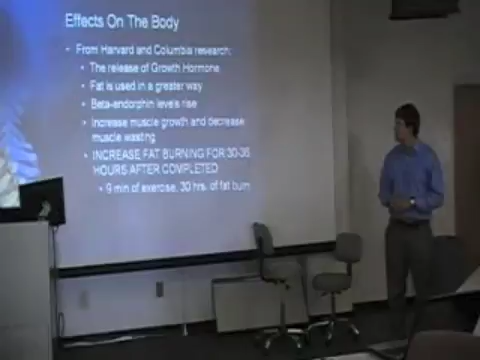 Effects On The Body
• From Harvard and Columbia research:
• The release of Growth Hormone
• Fat is used in a greater way
• Beta-endorphin levels rise
• Increase muscle growth and decrease
muscle wasting
• INCREASE FAT BURNING FOR 30-36
HOURS AFTER COMPLETED
• 9 min of exercise, 30 hrs. of fat burn